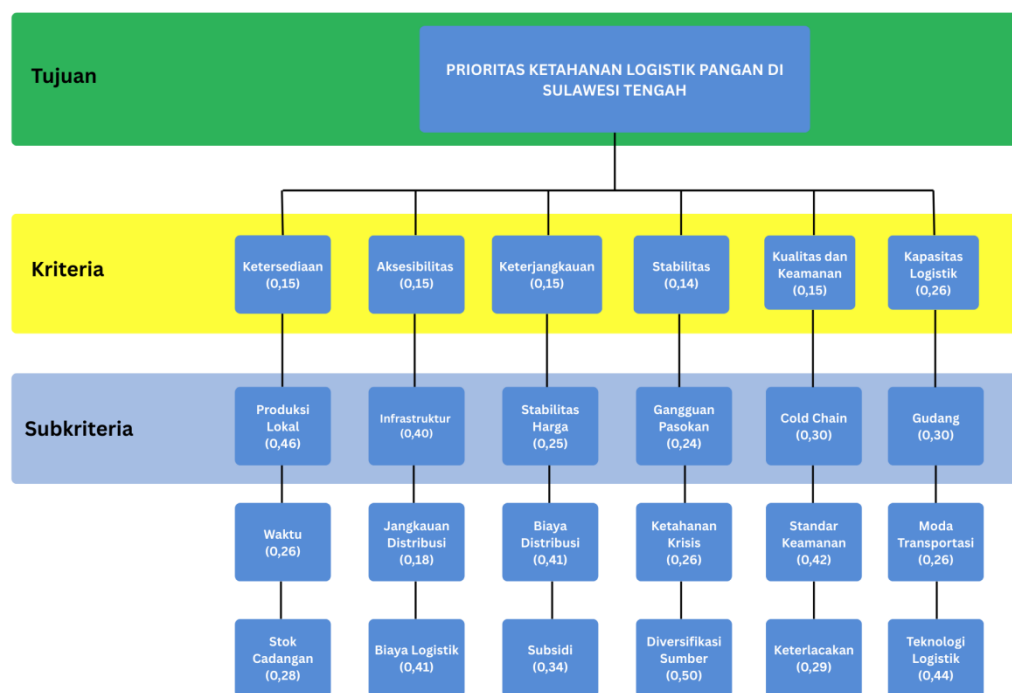 Tujuan
PRIORITAS KETAHANAN LOGISTIK PANGAN DI
SULAWESI TENGAH
Kriteria
Ketersediaan
(0,15)
Aksesibilitas
(0,15)
Keterjangkauan
(0,15)
Stabilitas
(0,14)
Kualitas dan
Keamanan
(0,15)
Kapasitas
Logistik
(0,26)
Subkriteria
Produksi
Lokal
(0,46)
Infrastruktur
(0,40)
Stabilitas
Harga
(0,25)
Gangguan
Pasokan
(0,24)
Cold Chain
(0,30)
Gudang
(0,30)
Waktu
(0,26)
Jangkauan
Distribusi
(0,18)
Biaya
Distribusi
(0,41)
Ketahanan
Krisis
(0,26)
Standar
Keamanan
(0,42)
Moda
Transportasi
(0,26)
Stok
Cadangan
(0,28)
Biaya Logistik
(0,41)
Subsidi
(0,34)
Diversifikasi
Sumber
(0,50)
Keterlacakan
(0,29)
Teknologi
Logistik
(0,44)